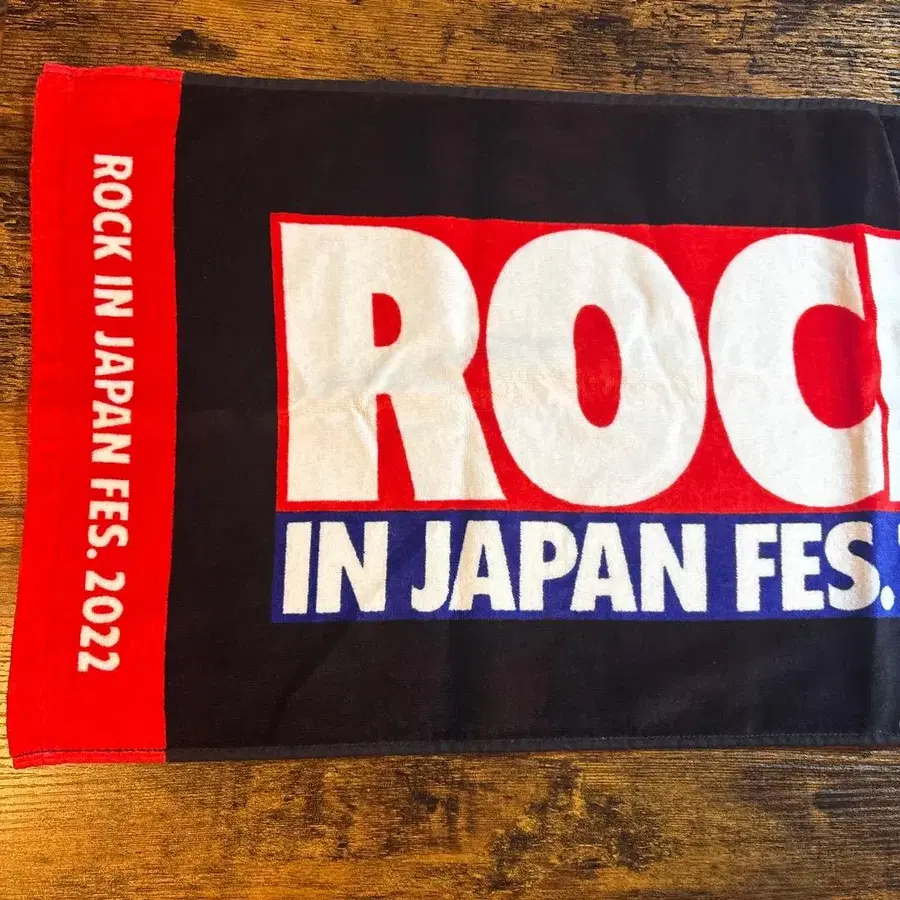 ROCK IN JAPAN FES. 2022
ROC
IN JAPAN FES.